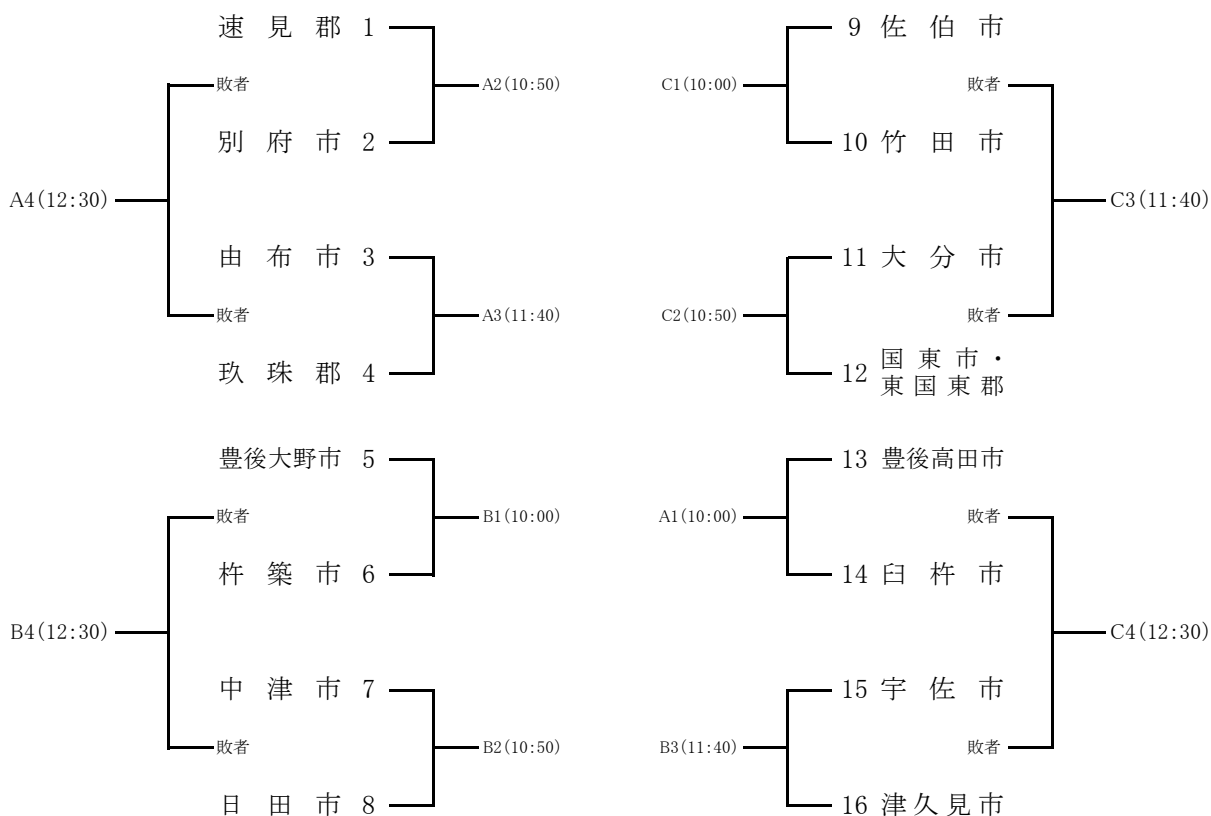 速見郡 1
敗者
A2(10:50)
別府市 2
A4(12:30)
由布市 3
敗者
A3(11:40)
玖珠郡 4
豊後大野市 5
敗者
B1(10:00)
杵築市 6
B4(12:30)
中津市 7
敗者
B2(10:50)
日田市 8
9 佐伯市
C1(10:00)
敗者
10 竹田市
C3(11:40)
11 大分市
C2(10:50)
敗者
12 国東市・
東国東郡
13 豊後高田市
A1(10:00)
敗者
14 臼杵市
C4(12:30)
15 宇佐市
B3(11:40)
敗者
16 津久見市